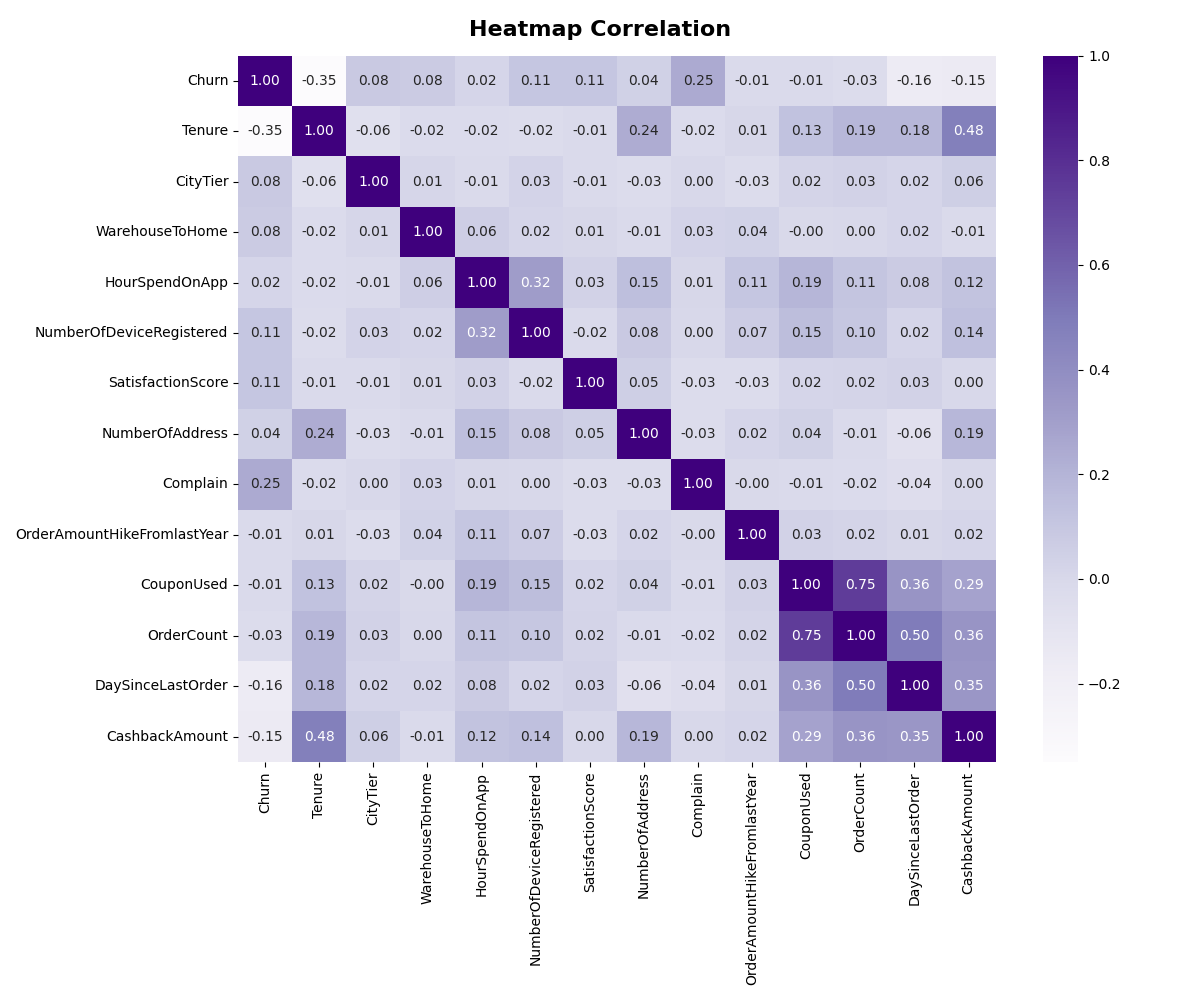 Heatmap Correlation
Churn 1.00 -0.35 0.08 0.08 0.02 0.11 0.11 0.04 0.25 -0.01 -0.01 -0.03 -0.16 -0.15
Tenure -0.35 1.00 -0.06 -0.02 -0.02 -0.02 -0.01 0.24 -0.02 0.01 0.13 0.19 0.18 0.48
CityTier 0.08 -0.06 1.00 0.01 -0.01 0.03 -0.01 -0.03 0.00 -0.03 0.02 0.03 0.02 0.06
WarehouseToHome 0.08 -0.02 0.01 1.00 0.06 0.02 0.01 -0.01 0.03 0.04 -0.00 0.00 0.02 -0.01
HourSpendOnApp 0.02 -0.02 -0.01 0.06 1.00 0.32 0.03 0.15 0.01 0.11 0.19 0.11 0.08 0.12
NumberOfDeviceRegistered 0.11 -0.02 0.03 0.02 0.32 1.00 -0.02 0.08 0.00 0.07 0.15 0.10 0.02 0.14
SatisfactionScore 0.11 -0.01 -0.01 0.01 0.03 -0.02 1.00 0.05 -0.03 -0.03 0.02 0.02 0.03 0.00
NumberOfAddress 0.04 0.24 -0.03 -0.01 0.15 0.08 0.05 1.00 -0.03 0.02 0.04 -0.01 -0.06 0.19
Complain 0.25 -0.02 0.00 0.03 0.01 0.00 -0.03 -0.03 1.00 -0.00 -0.01 -0.02 -0.04 0.00
OrderAmountHikeFromlastYear -0.01 0.01 -0.03 0.04 0.11 0.07 -0.03 0.02 -0.00 1.00 0.03 0.02 0.01 0.02
CouponUsed -0.01 0.13 0.02 -0.00 0.19 0.15 0.02 0.04 -0.01 0.03 1.00 0.75 0.36 0.29
OrderCount -0.03 0.19 0.03 0.00 0.11 0.10 0.02 -0.01 -0.02 0.02 0.75 1.00 0.50 0.36
DaySinceLastOrder -0.16 0.18 0.02 0.02 0.08 0.02 0.03 -0.06 -0.04 0.01 0.36 0.50 1.00 0.35
CashbackAmount -0.15 0.48 0.06 -0.01 0.12 0.14 0.00 0.19 0.00 0.02 0.29 0.36 0.35 1.00
Churn
Tenure
CityTier
WarehouseToHome
HourSpendOnApp
NumberOfDeviceRegistered
SatisfactionScore
NumberOfAddress
Complain
OrderAmountHikeFromlastYear
CouponUsed
OrderCount
DaySinceLastOrder
CashbackAmount
1.0
0.8
0.6
0.4
0.2
0.0
−0.2